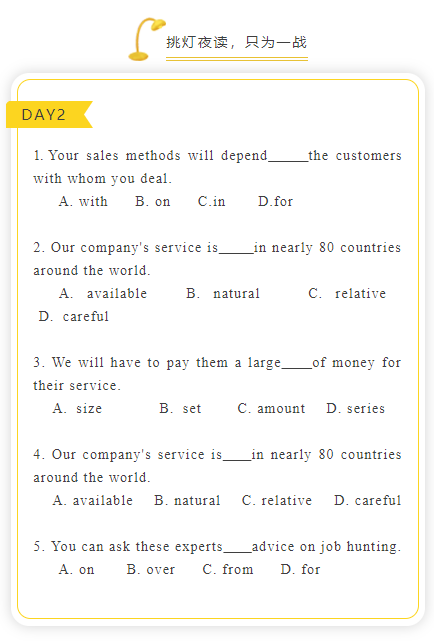 挑灯夜读，只为一战
DAY2
1. Your sales methods will depend_____the customers
with whom you deal.
A. with B. on C.in D.for
2. Our company's service is____in nearly 80 countries
around the world.
A. available B. natural C. relative
D. careful
3. We will have to pay them a large____of money for
their service.
A. size B. set C. amount D. series
4. Our company's service is____in nearly 80 countries
around the world.
A. available B. natural C. relative D. careful
5. You can ask these experts____advice on job hunting.
A. on B. over C. from D. for